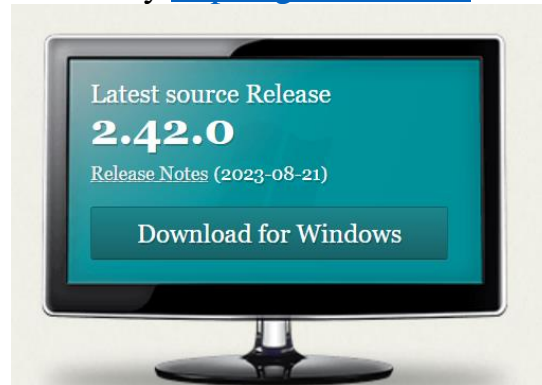 Latest source Release
2.42.0
Release Notes (2023-08-21)
Download for Windows